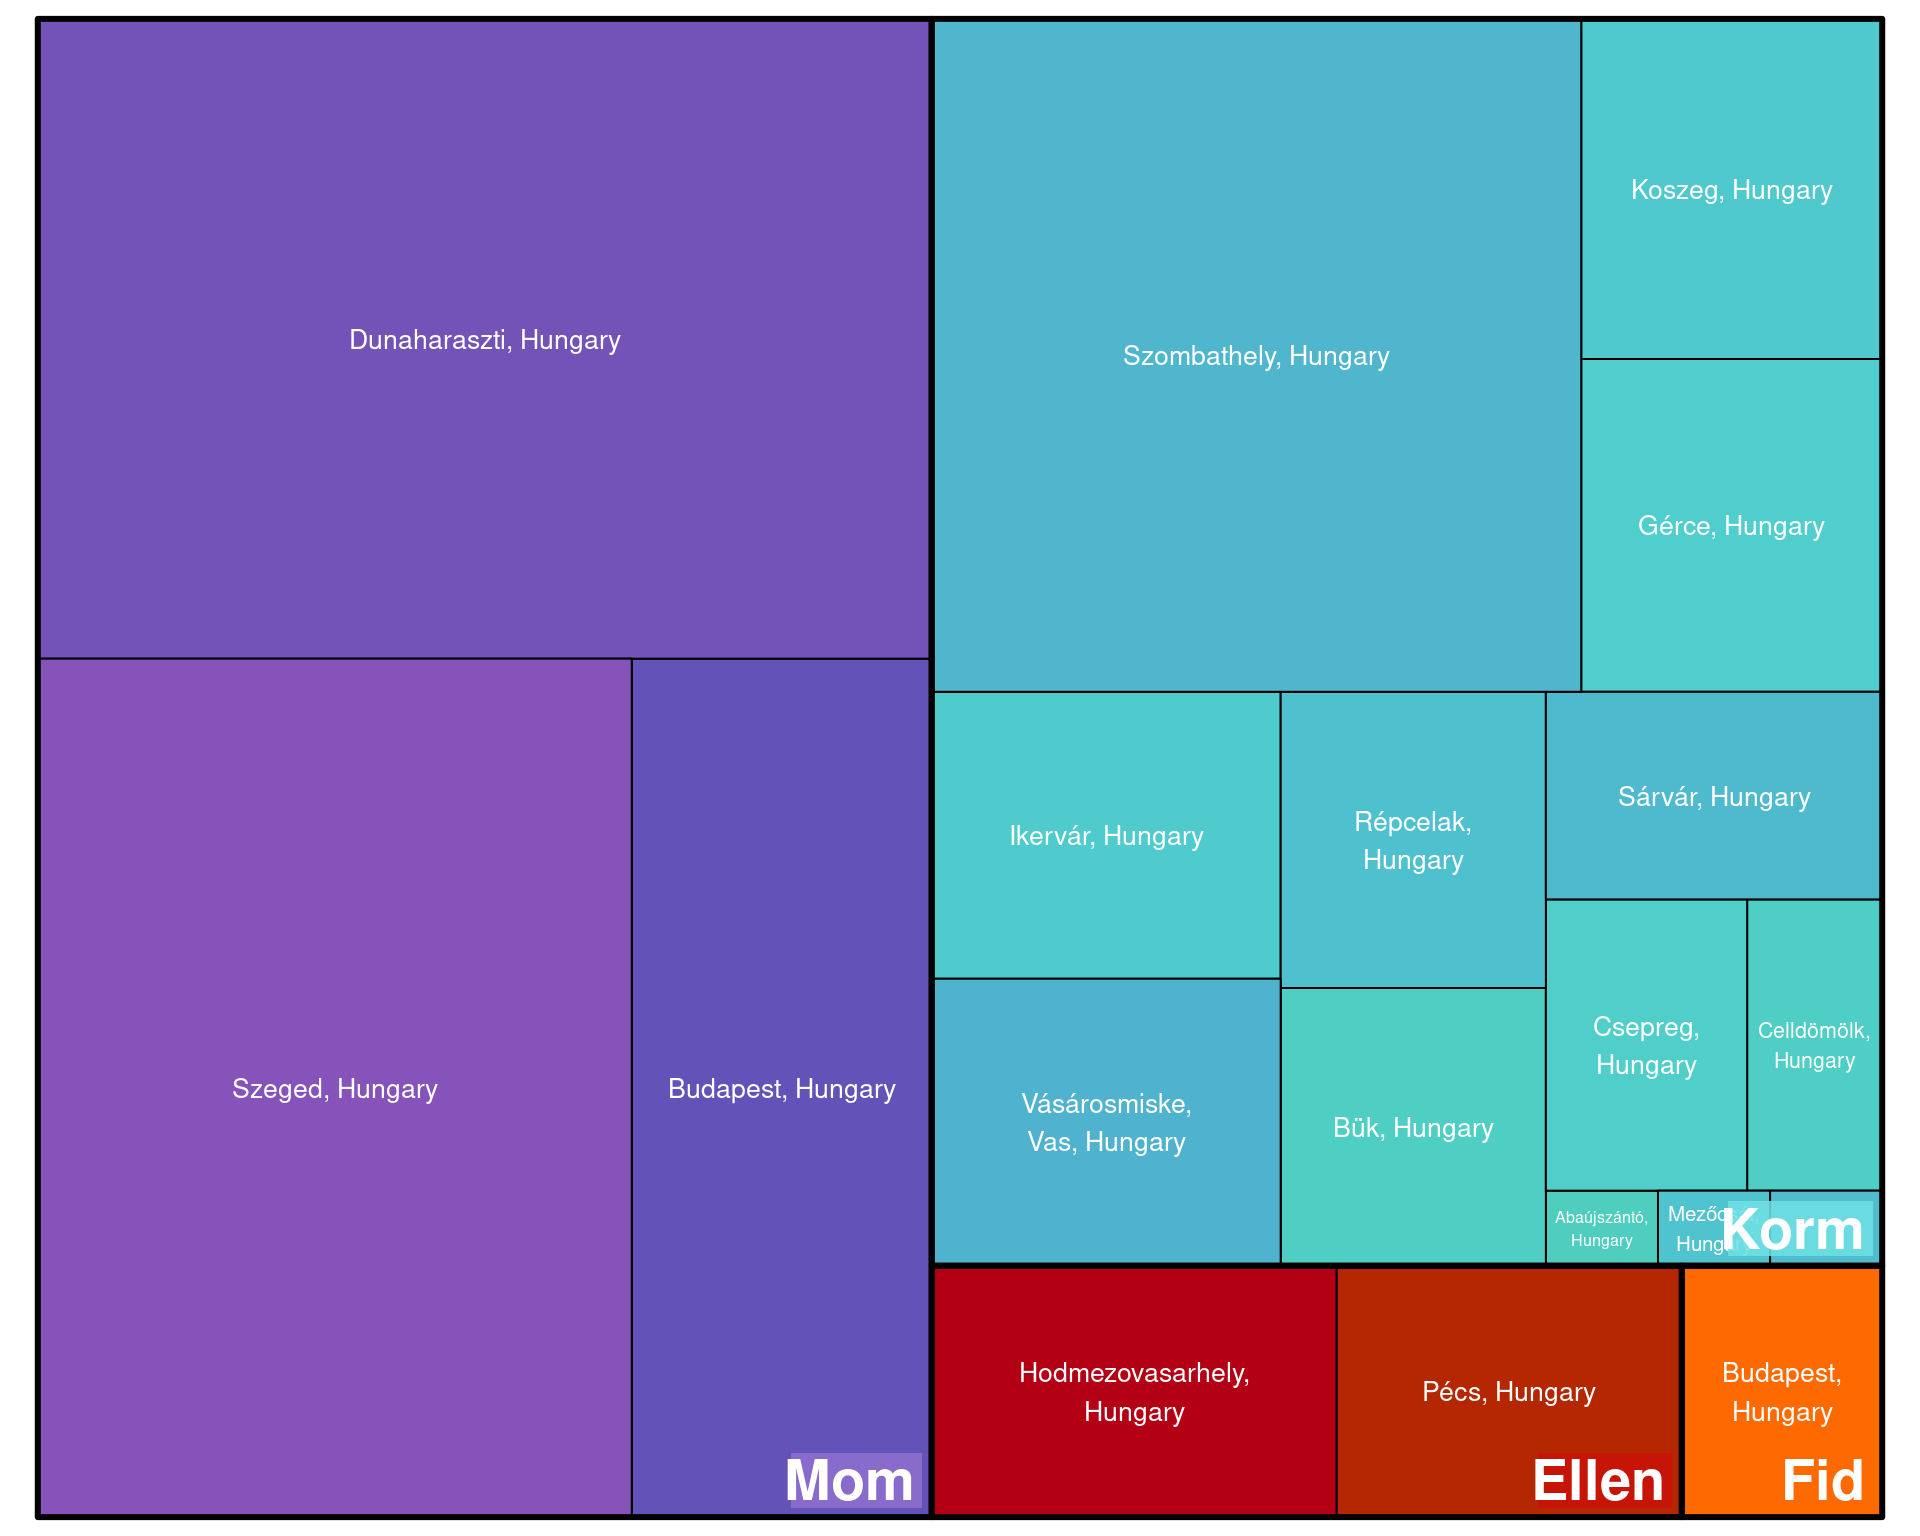 Dunaharaszti, Hungary
Szeged, Hungary
Budapest, Hungary
Mom
Szombathely, Hungary
Koszeg, Hungary
Gérce, Hungary
Ikervár, Hungary
Répcelak,
Hungary
Sárvár, Hungary
Vásárosmiske,
Vas, Hungary
Bük, Hungary
Csepreg,
Hungary
Celldömölk,
Hungary
Abaújszántó,
Hungary
Hungary
Korm
Hodmezovasarhely,
Hungary
Pécs, Hungary
Ellen
Budapest,
Hungary
Fid